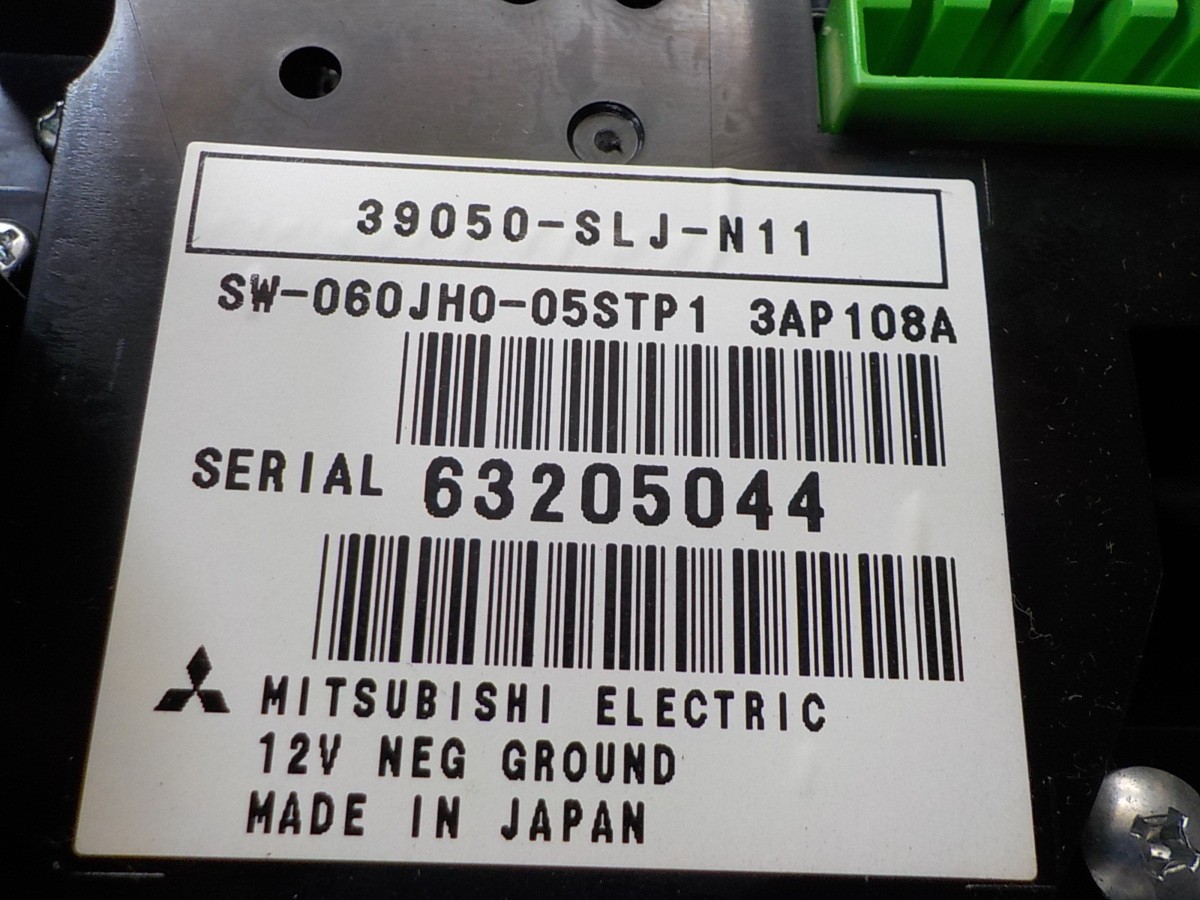 39050-SLJ-N11
SW-060JH0-05STP1 3AP108A
SERIAL 63205044
MITSUBISHI ELECTRIC
12V NEG GROUND
MADE IN JAPAN